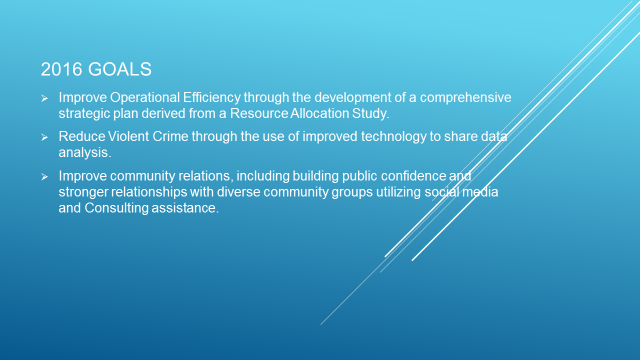 2016 GOALS
➢ Improve Operational Efficiency through the development of a comprehensive
strategic plan derived from a Resource Allocation Study.
➢ Reduce Violent Crime through the use of improved technology to share data
analysis.
➢ Improve community relations, including building public confidence and
stronger relationships with diverse community groups utilizing social media
and Consulting assistance.